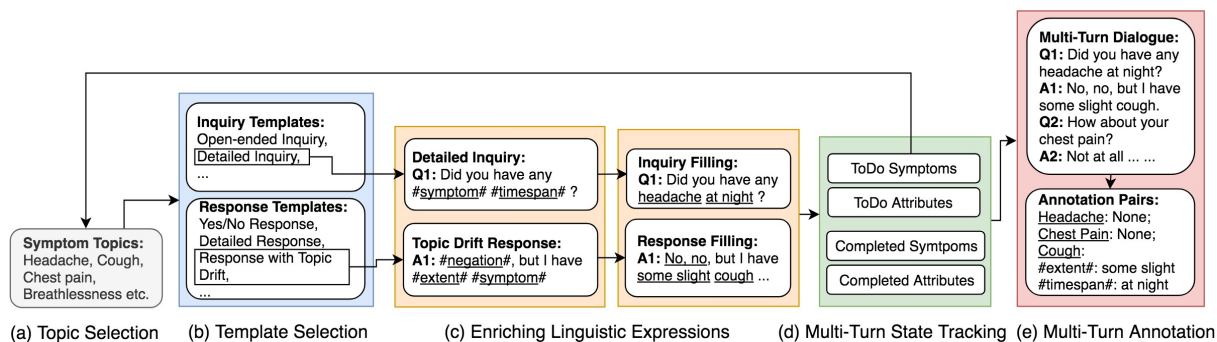 Symptom Topics:
Headache, Cough,
Chest pain,
Breathlessness etc.
(a) Topic Selection
Inquiry Templates:
Open-ended Inquiry,
Detailed Inquiry,
...
Response Templates:
Yes/No Response,
Detailed Response,
Response with Topic
Drift,
...
(b) Template Selection
Detailed Inquiry:
Q1: Did you have any
#symptom# #timespan# ?
Topic Drift Response:
A1: #negation#, but I have
#extent# #symptom#
Inquiry Filling:
Q1: Did you have any
headache at night ?
Response Filling:
A1: No, no, but I have
some slight cough ...
(c) Enriching Linguistic Expressions
ToDo Symptoms
ToDo Attributes
Completed Symtpoms
Completed Attributes
(d) Multi-Turn State Tracking
Multi-Turn Dialogue:
Q1: Did you have any
headache at night?
A1: No, no, but I have
some slight cough.
Q2: How about your
chest pain?
A2: Not at all ... ...
Annotation Pairs:
Headache: None;
Chest Pain: None;
Cough:
#extent#: some slight
#timespan#: at night
(e) Multi-Turn Annotation